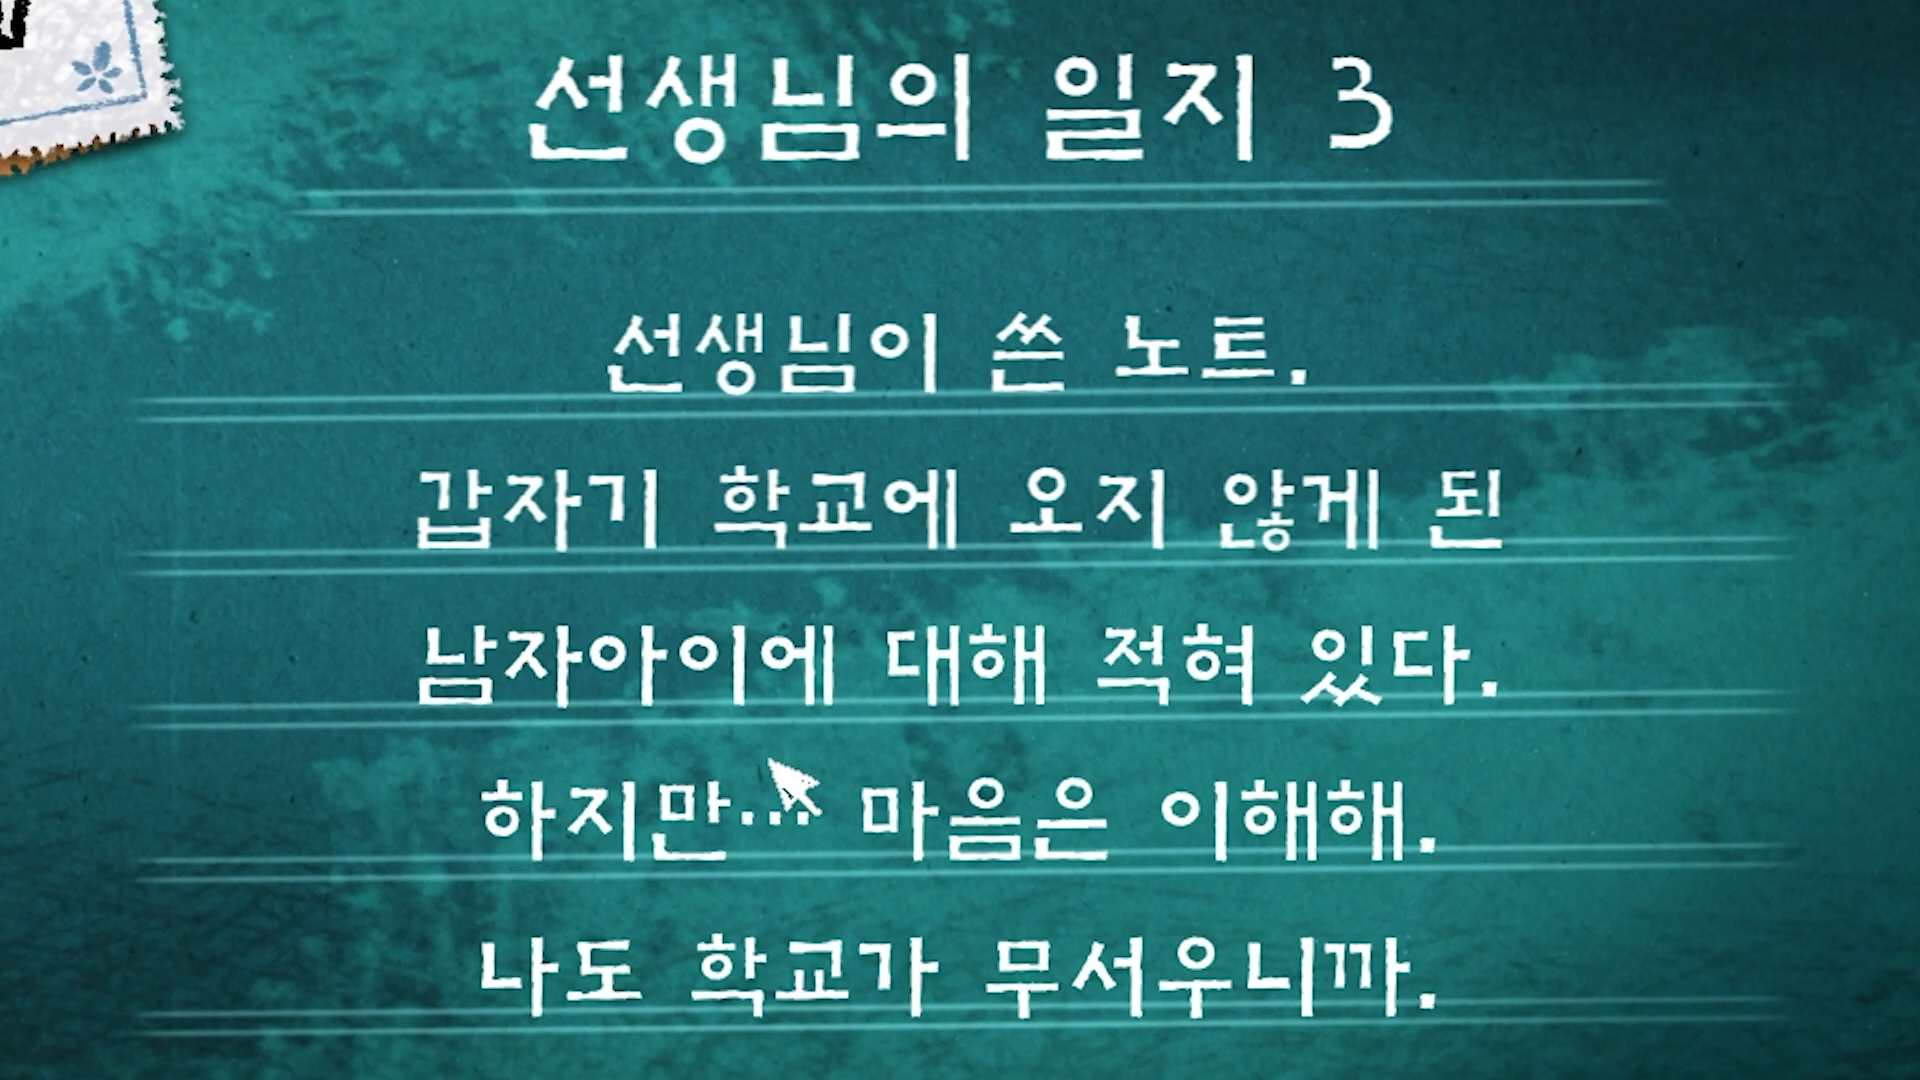 선생님의 일지 3
선생님이 쓴 노트.
갑자기 학교에 오지 않게 된
남자아이에 대해 적혀 있다.
하지만… 마음은 이해해.
나도 학교가 무서우니까.